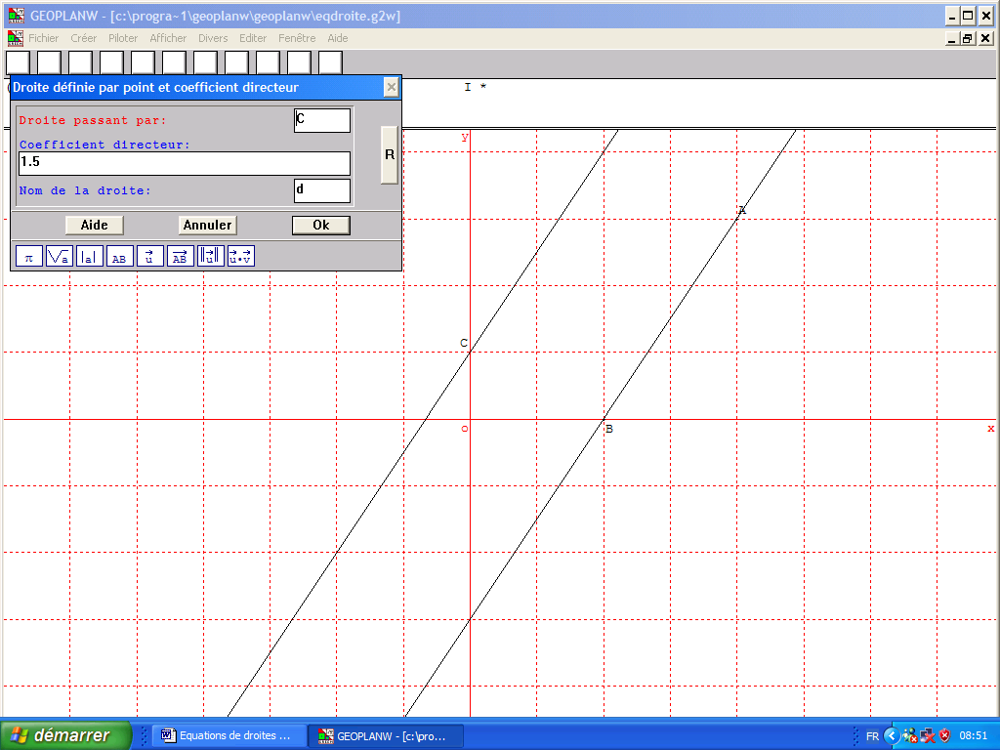 GEOPLANW - [c:\progra~1\geoplanw\geoplanw\eqdroite.g2w]
Fichier Créer Piloter Afficher Divers Editer Fenêtre Aide
Droite définie par point et coefficient directeur
I *
Droite passant par: C
Coefficient directeur:
1.5
R
Nom de la droite: d
Aide Annuler Ok
π √a |a| AB u AB ||u|| u·v
y
A
C
o
B
x
démarrer
Equations de droites ...
GEOPLANW - [c:\pro...
FR
08:51